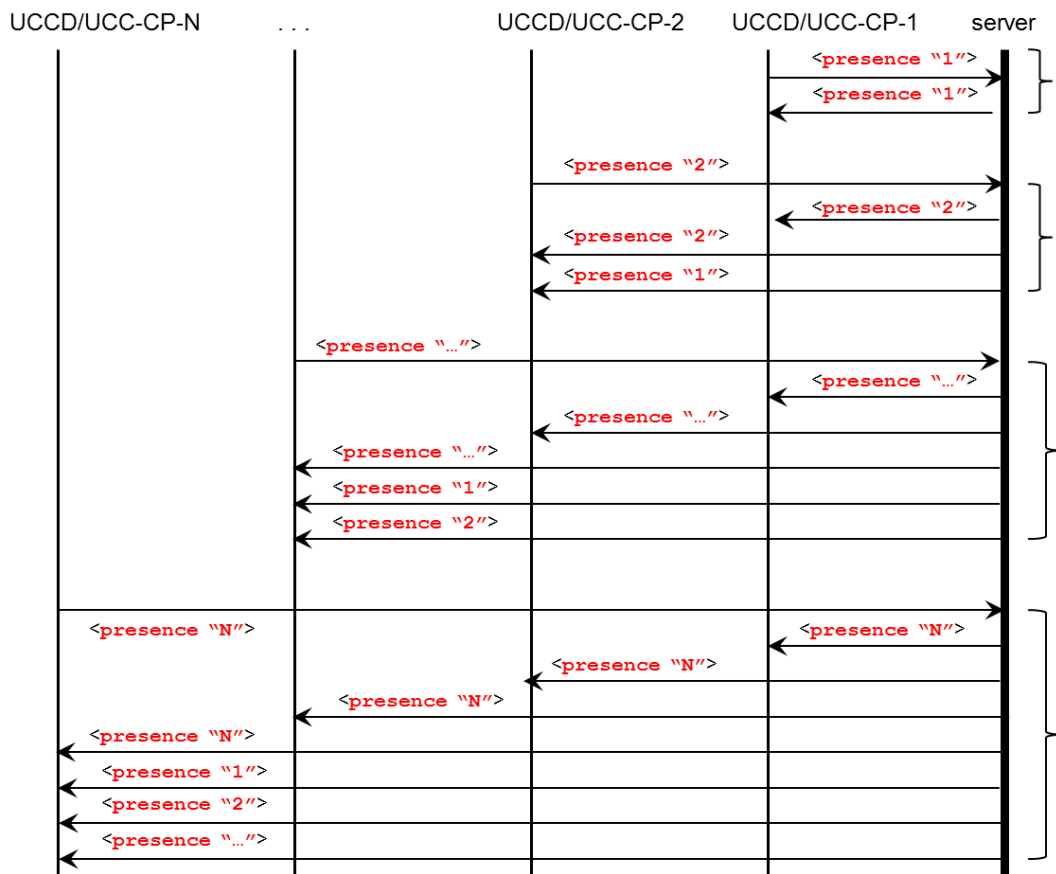 UCCD/UCC-CP-N . . . UCCD/UCC-CP-2 UCCD/UCC-CP-1 server
<presence “1”>
<presence “1”>
<presence “2”>
<presence “2”>
<presence “2”>
<presence “1”>
<presence “…”>
<presence “…”>
<presence “…”>
<presence “…”>
<presence “1”>
<presence “2”>
<presence “N”> <presence “N”>
<presence “N”>
<presence “N”>
<presence “N”>
<presence “1”>
<presence “2”>
<presence “…”>